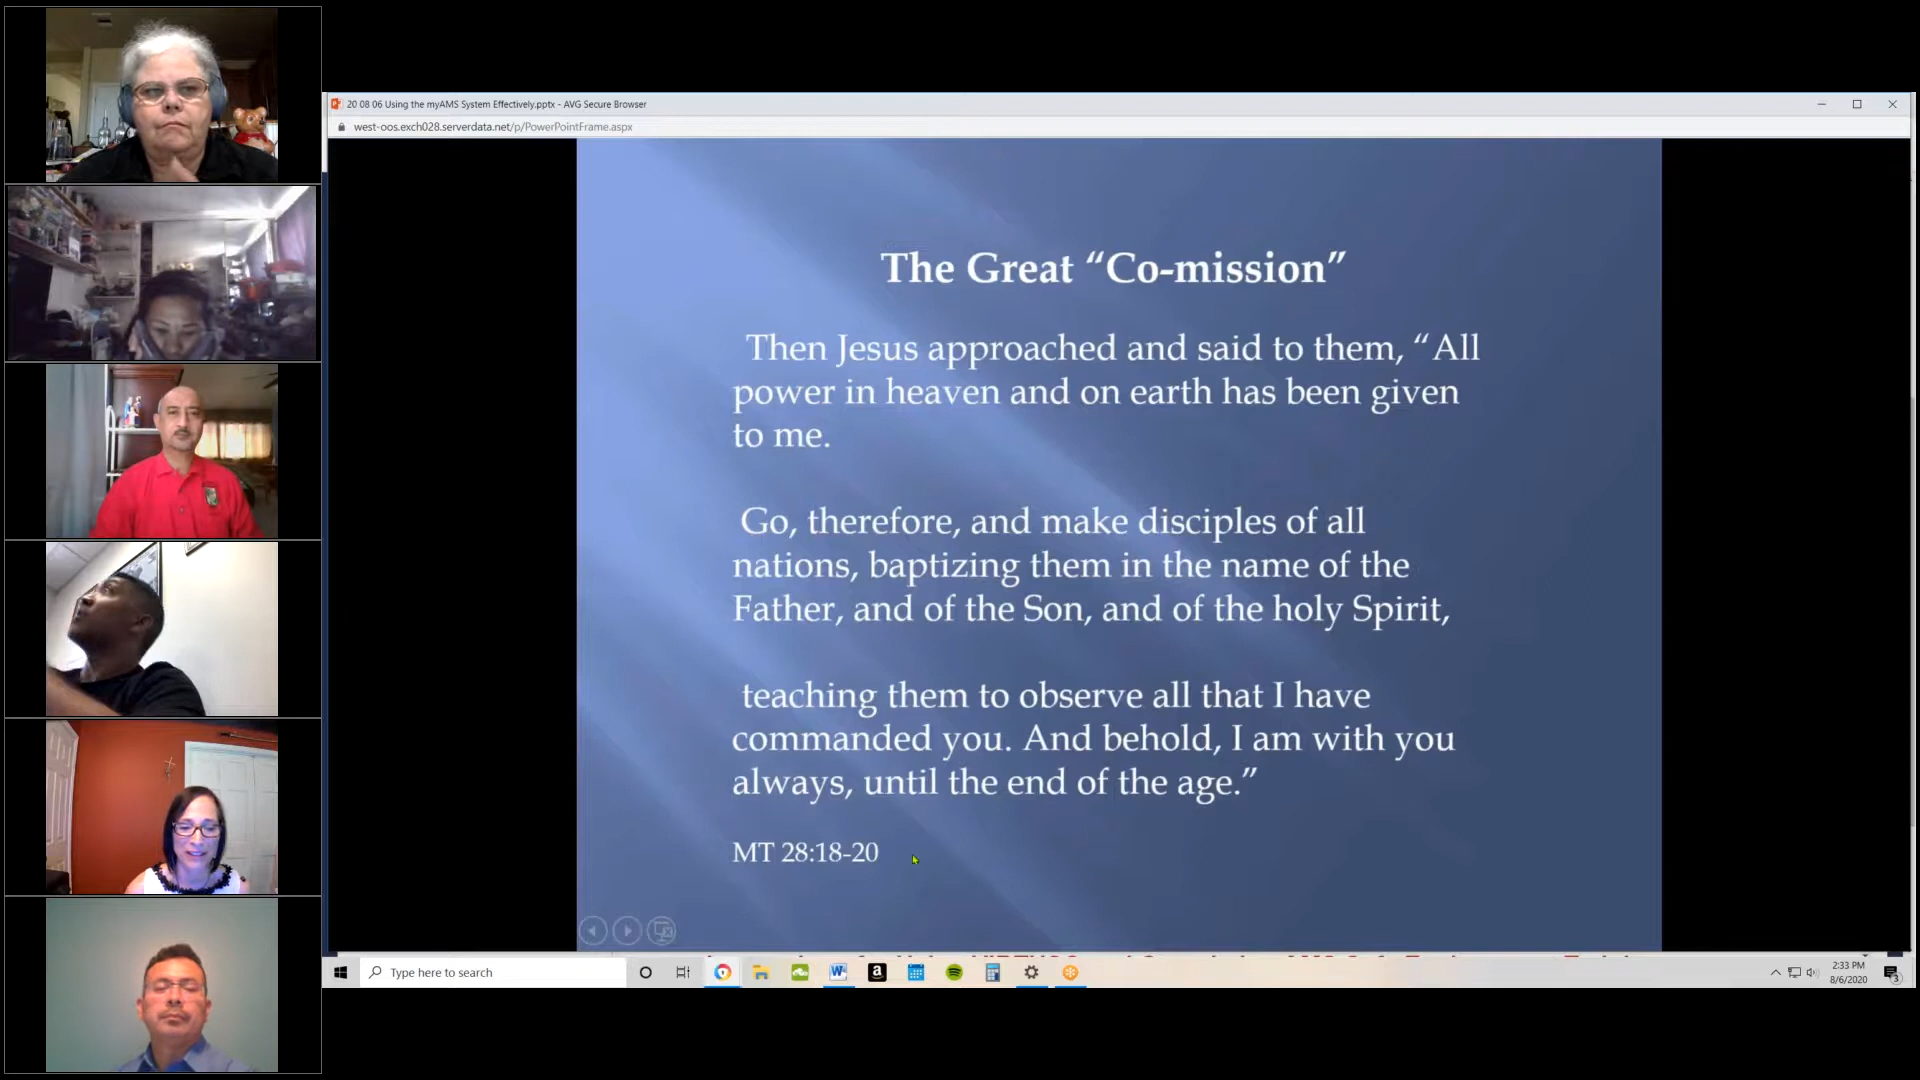 20 08 06 Using the myAMS System Effectively.pptx - AVG Secure Browser
west-oos.exch028.serverdata.net/p/PowerPointFrame.aspx
The Great “Co-mission”
Then Jesus approached and said to them, “All
power in heaven and on earth has been given
to me.
Go, therefore, and make disciples of all
nations, baptizing them in the name of the
Father, and of the Son, and of the holy Spirit,
teaching them to observe all that I have
commanded you. And behold, I am with you
always, until the end of the age.”
MT 28:18-20
Type here to search
2:33 PM
8/6/2020
3